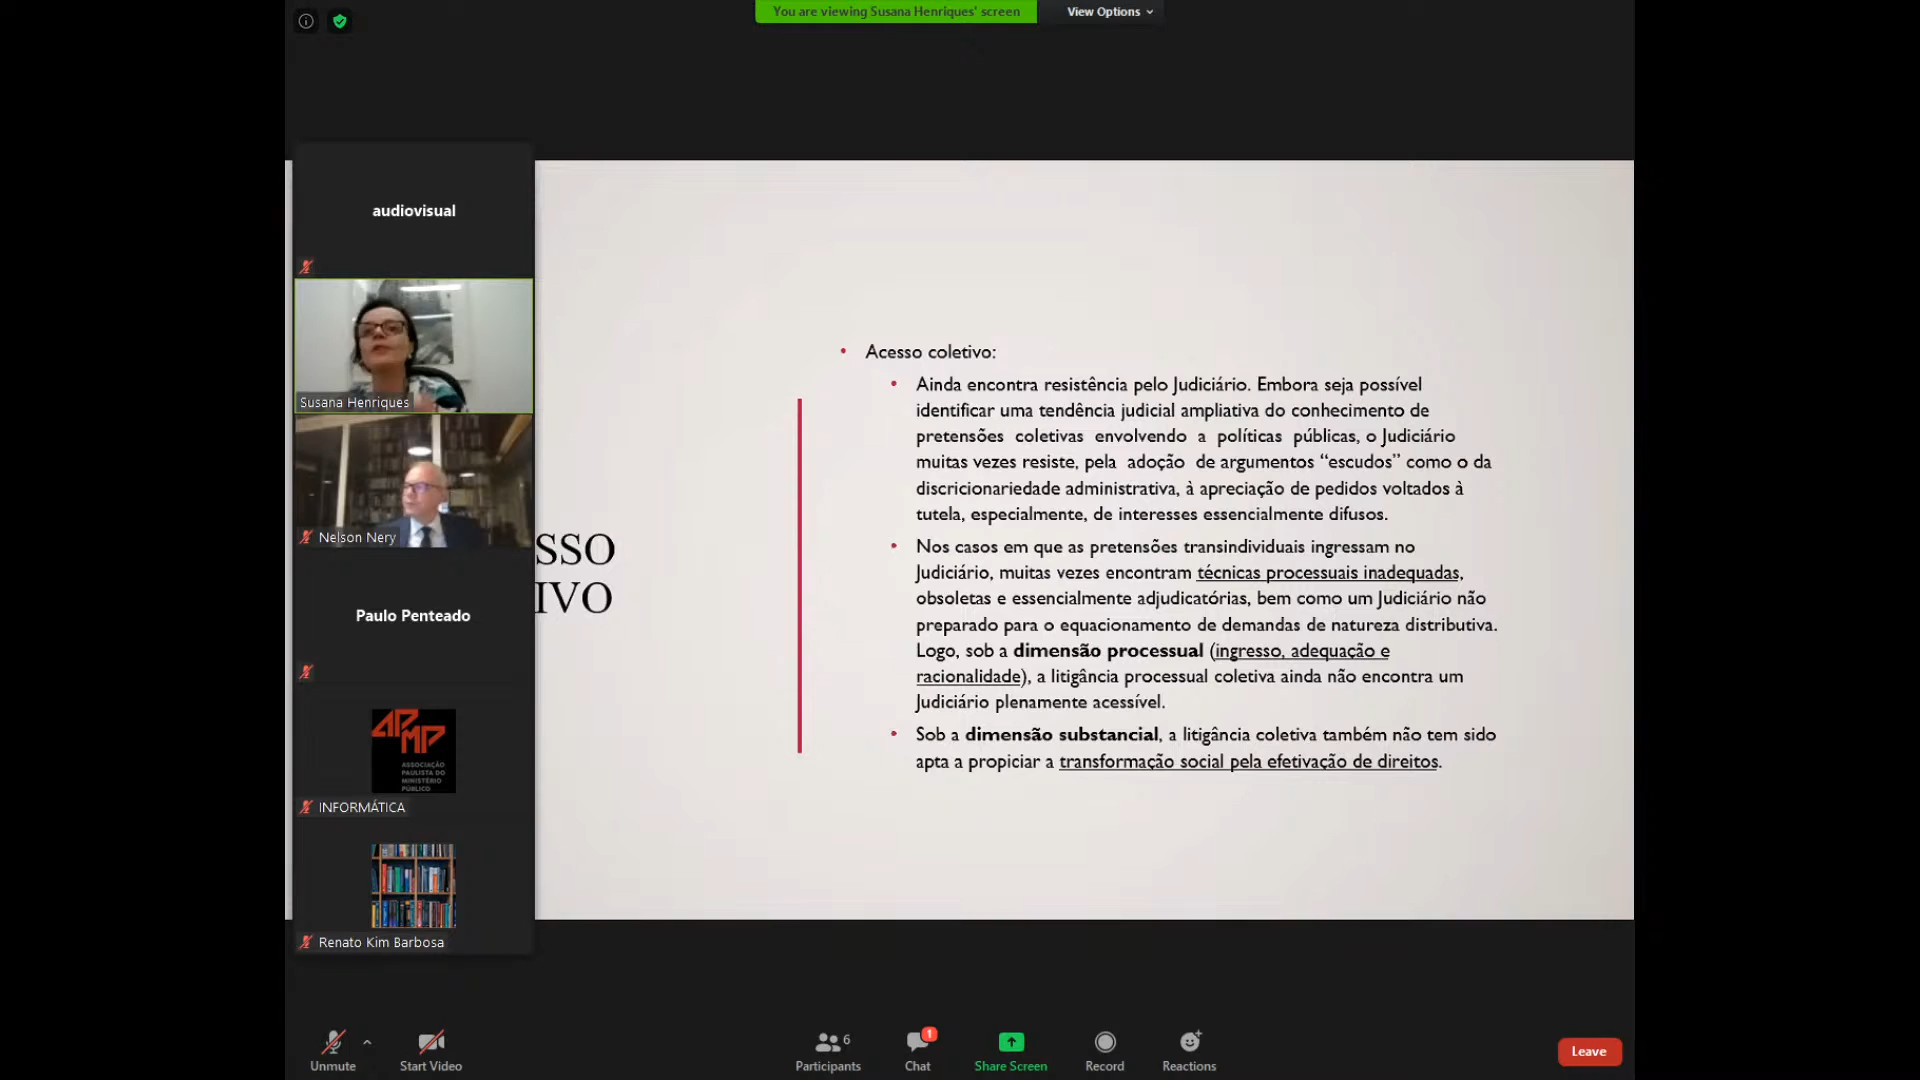 You are viewing Susana Henriques' screen
View Options
audiovisual
Susana Henriques
Nelson Nery
Paulo Penteado
APMP
ASSOCIAÇÃO
PAULISTA DO
MINISTÉRIO
PÚBLICO
INFORMÁTICA
Renato Kim Barbosa
SSO
IVO
• Acesso coletivo:
• Ainda encontra resistência pelo Judiciário. Embora seja possível
identificar uma tendência judicial ampliativa do conhecimento de
pretensões coletivas envolvendo a políticas públicas, o Judiciário
muitas vezes resiste, pela adoção de argumentos “escudos” como o da
discricionariedade administrativa, à apreciação de pedidos voltados à
tutela, especialmente, de interesses essencialmente difusos.
• Nos casos em que as pretensões transindividuais ingressam no
Judiciário, muitas vezes encontram técnicas processuais inadequadas,
obsoletas e essencialmente adjudicatórias, bem como um Judiciário não
preparado para o equacionamento de demandas de natureza distributiva.
Logo, sob a dimensão processual (ingresso, adequação e
racionalidade), a litigância processual coletiva ainda não encontra um
Judiciário plenamente acessível.
• Sob a dimensão substancial, a litigância coletiva também não tem sido
apta a propiciar a transformação social pela efetivação de direitos.
Unmute
Start Video
6
Participants
1
Chat
Share Screen
Record
Reactions
Leave